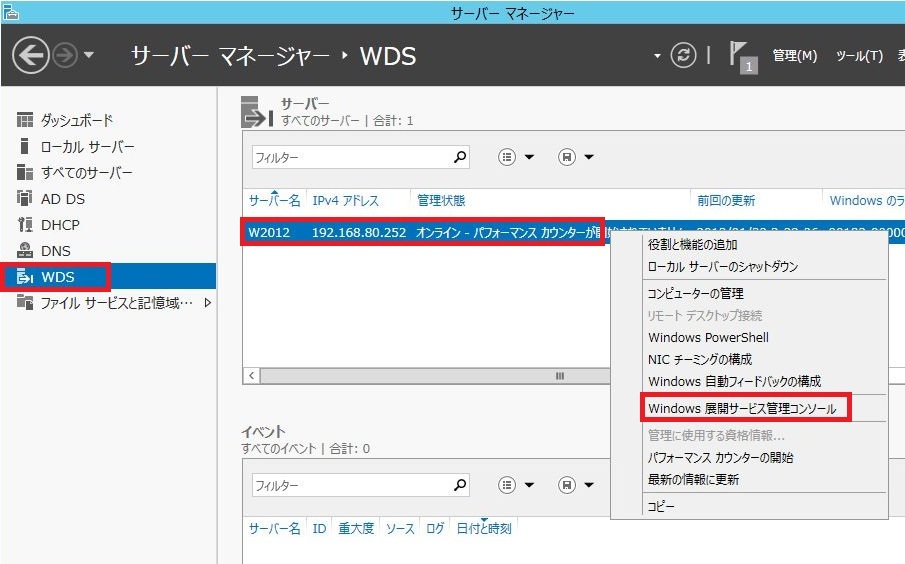 サーバー マネージャー
サーバー マネージャー ‣ WDS
1
管理(M)
ツール(T)
ダッシュボード
ローカル サーバー
すべてのサーバー
AD DS
DHCP
DNS
WDS
ファイル サービスと記憶域…
サーバー
すべてのサーバー | 合計: 1
フィルター
サーバー名 IPv4 アドレス 管理状態 前回の更新 Windows のラ
W2012 192.168.80.252 オンライン - パフォーマンス カウンターが開始されていません
役割と機能の追加
ローカル サーバーのシャットダウン
コンピューターの管理
リモート デスクトップ接続
Windows PowerShell
NIC チーミングの構成
Windows 自動フィードバックの構成
Windows 展開サービス管理コンソール
管理に使用する資格情報...
パフォーマンス カウンターの開始
最新の情報に更新
コピー
イベント
すべてのイベント | 合計: 0
フィルター
サーバー名 ID 重大度 ソース ログ 日付と時刻